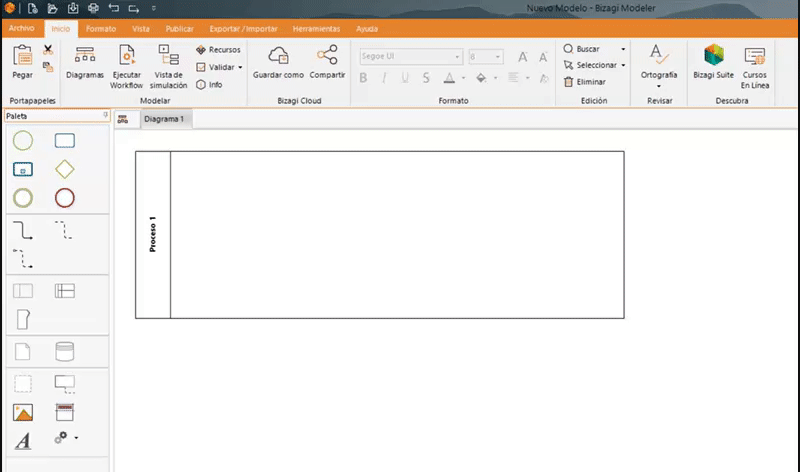 Nuevo Modelo - Bizagi Modeler
Archivo Inicio Formato Vista Publicar Exportar / Importar Herramientas Ayuda
Pegar
Portapapeles
Diagramas
Ejecutar
Workflow
Vista de
simulación
Recursos
Validar
Info
Modelar
Guardar como
Compartir
Bizagi Cloud
Segoe UI 8
B I U S A
Formato
Buscar
Seleccionar
Eliminar
Edición
Ortografía
Revisar
Bizagi Suite
Cursos
En Línea
Descubra
Paleta
Diagrama 1
Proceso 1
A